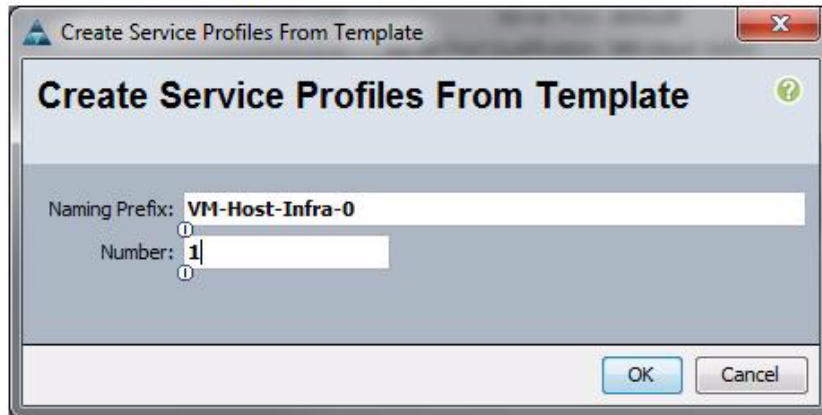 Create Service Profiles From Template
Create Service Profiles From Template
Naming Prefix: VM-Host-Infra-0
Number: 1
OK Cancel